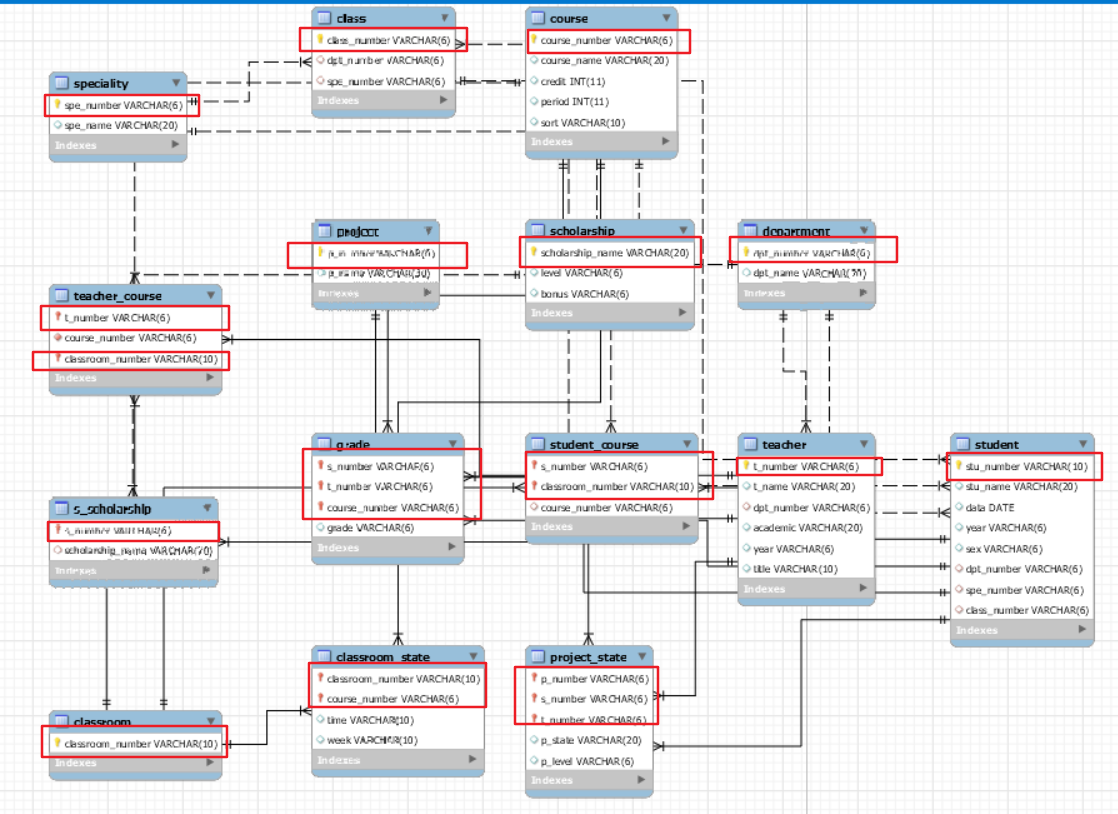 class
class_number VARCHAR(6)
dpt_number VARCHAR(6)
spe_number VARCHAR(6)
Indexes
course
course_number VARCHAR(6)
course_name VARCHAR(20)
credit INT(11)
period INT(11)
sort VARCHAR(10)
Indexes
speciality
spe_number VARCHAR(6)
spe_name VARCHAR(20)
Indexes
project
p_number VARCHAR(6)
p_name VARCHAR(30)
Indexes
scholarship
scholarship_name VARCHAR(20)
level VARCHAR(6)
bonus VARCHAR(6)
Indexes
department
dpt_number VARCHAR(6)
dpt_name VARCHAR(20)
Indexes
teacher_course
t_number VARCHAR(6)
course_number VARCHAR(6)
classroom_number VARCHAR(10)
Indexes
grade
s_number VARCHAR(6)
t_number VARCHAR(6)
course_number VARCHAR(6)
grade VARCHAR(6)
Indexes
student_course
s_number VARCHAR(6)
classroom_number VARCHAR(10)
course_number VARCHAR(6)
Indexes
teacher
t_number VARCHAR(6)
t_name VARCHAR(20)
dpt_number VARCHAR(6)
academic VARCHAR(20)
year VARCHAR(6)
title VARCHAR(10)
Indexes
student
stu_number VARCHAR(10)
stu_name VARCHAR(20)
data DATE
year VARCHAR(6)
sex VARCHAR(6)
dpt_number VARCHAR(6)
spe_number VARCHAR(6)
class_number VARCHAR(6)
Indexes
s_scholarship
s_number VARCHAR(6)
scholarship_name VARCHAR(20)
Indexes
classroom_state
classroom_number VARCHAR(10)
course_number VARCHAR(6)
time VARCHAR(10)
week VARCHAR(10)
Indexes
project_state
p_number VARCHAR(6)
s_number VARCHAR(6)
t_number VARCHAR(6)
p_state VARCHAR(20)
p_level VARCHAR(6)
Indexes
classroom
classroom_number VARCHAR(10)
Indexes